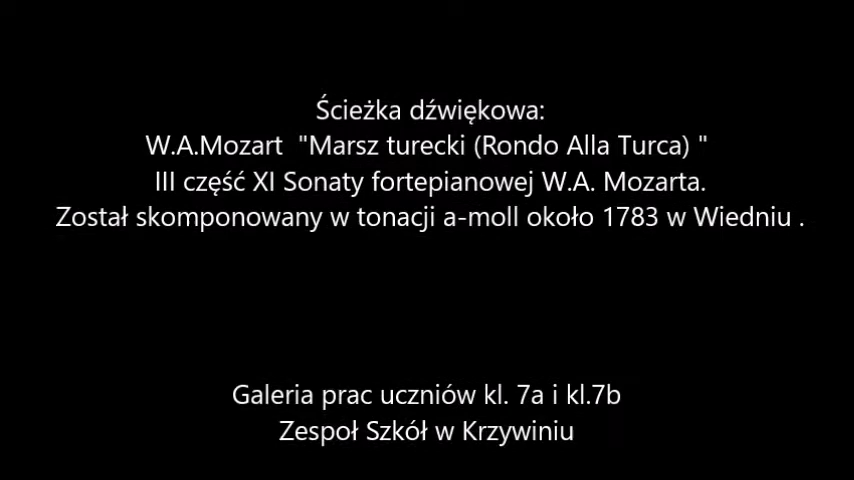 Ścieżka dźwiękowa:
W.A.Mozart "Marsz turecki (Rondo Alla Turca) "
III część XI Sonaty fortepianowej W.A. Mozarta.
Został skomponowany w tonacji a-moll około 1783 w Wiedniu .
Galeria prac uczniów kl. 7a i kl.7b
Zespoł Szkół w Krzywiniu